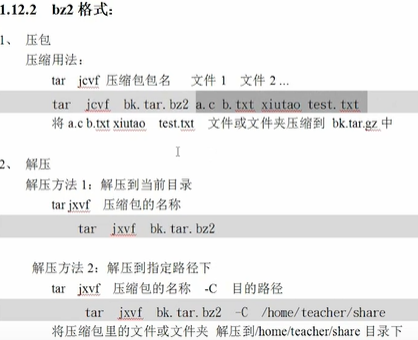 1.12.2 bz2 格式:
1、 压包
压缩用法:
tar jcvf 压缩包包名 文件1 文件2...
tar jcvf bk.tar.bz2 a.c b.txt xiutao test.txt
将 a.c b.txt xiutao test.txt 文件或文件夹压缩到 bk.tar.gz 中
2、 解压
解压方法 1: 解压到当前目录
tar jxvf 压缩包的名称
tar jxvf bk.tar.bz2
解压方法 2: 解压到指定路径下
tar jxvf 压缩包的名称 -C 目的路径
tar jxvf bk.tar.bz2 -C /home/teacher/share
将压缩包里的文件或文件夹 解压到/home/teacher/share 目录下